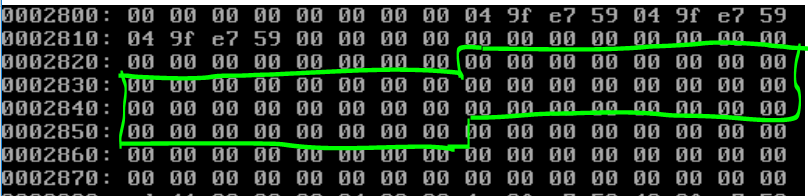 0002800: 00 00 00 00 00 00 00 00 04 9f e7 59 04 9f e7 59
0002810: 04 9f e7 59 00 00 00 00 00 00 00 00 00 00 00 00
0002820: 00 00 00 00 00 00 00 00 00 00 00 00 00 00 00 00
0002830: 00 00 00 00 00 00 00 00 00 00 00 00 00 00 00 00
0002840: 00 00 00 00 00 00 00 00 00 00 00 00 00 00 00 00
0002850: 00 00 00 00 00 00 00 00 00 00 00 00 00 00 00 00
0002860: 00 00 00 00 00 00 00 00 00 00 00 00 00 00 00 00
0002870: 00 00 00 00 00 00 00 00 00 00 00 00 00 00 00 00